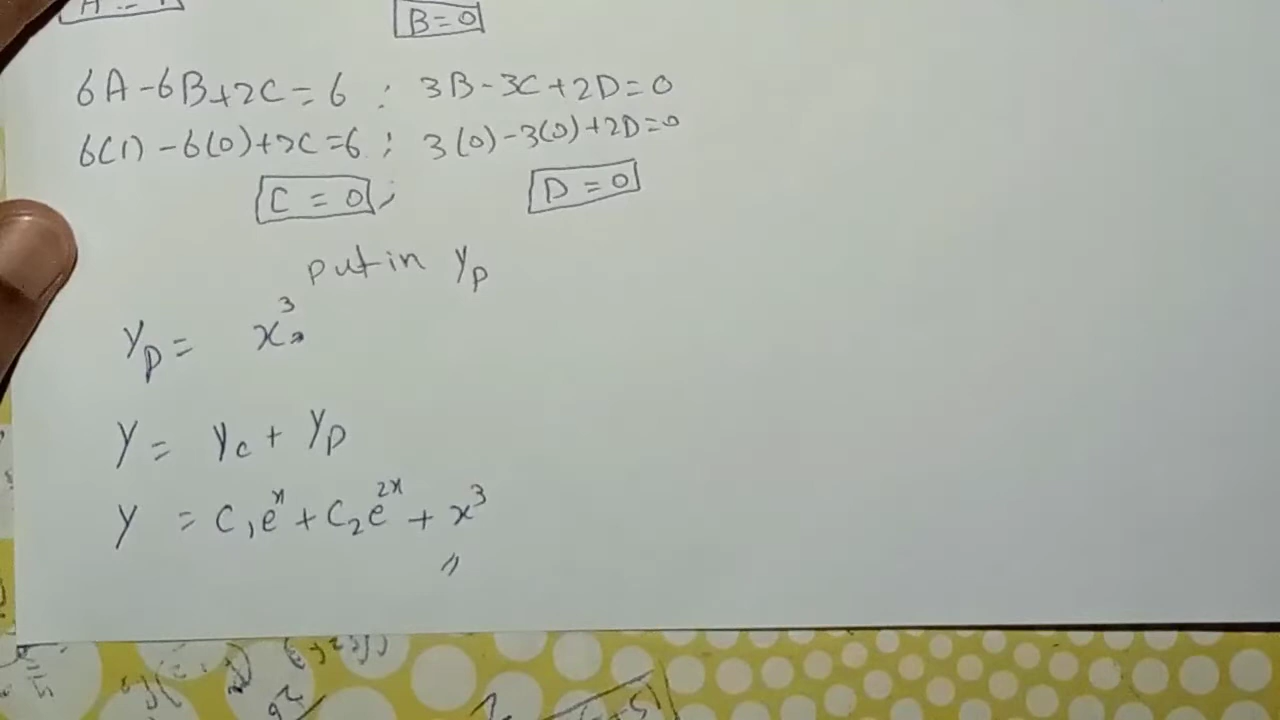 B = 0
6A - 6B + 2C = 6 ; 3B - 3C + 2D = 0
6(1) - 6(0) + 2C = 6 ; 3(0) - 3(0) + 2D = 0
C = 0 ; D = 0
put in yp
yp = x³
y = yc + yp
y = C₁eˣ + C₂e²ˣ + x³